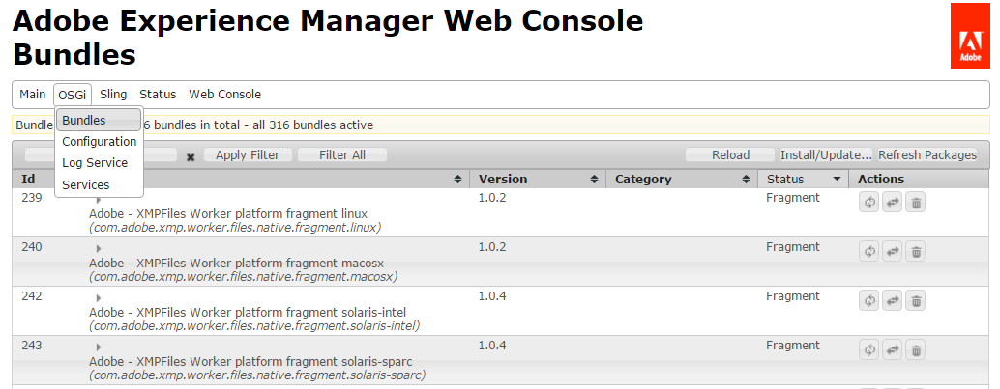 Adobe Experience Manager Web Console
Bundles
Adobe
Main OSGi Sling Status Web Console
Bundle 6 bundles in total - all 316 bundles active
Bundles
Configuration
Log Service
Services
Apply Filter Filter All Reload Install/Update... Refresh Packages
Id Version Category Status Actions
239 1.0.2 Fragment
Adobe - XMPFiles Worker platform fragment linux
(com.adobe.xmp.worker.files.native.fragment.linux)
240 1.0.2 Fragment
Adobe - XMPFiles Worker platform fragment macosx
(com.adobe.xmp.worker.files.native.fragment.macosx)
242 1.0.4 Fragment
Adobe - XMPFiles Worker platform fragment solaris-intel
(com.adobe.xmp.worker.files.native.fragment.solaris-intel)
243 1.0.4 Fragment
Adobe - XMPFiles Worker platform fragment solaris-sparc
(com.adobe.xmp.worker.files.native.fragment.solaris-sparc)